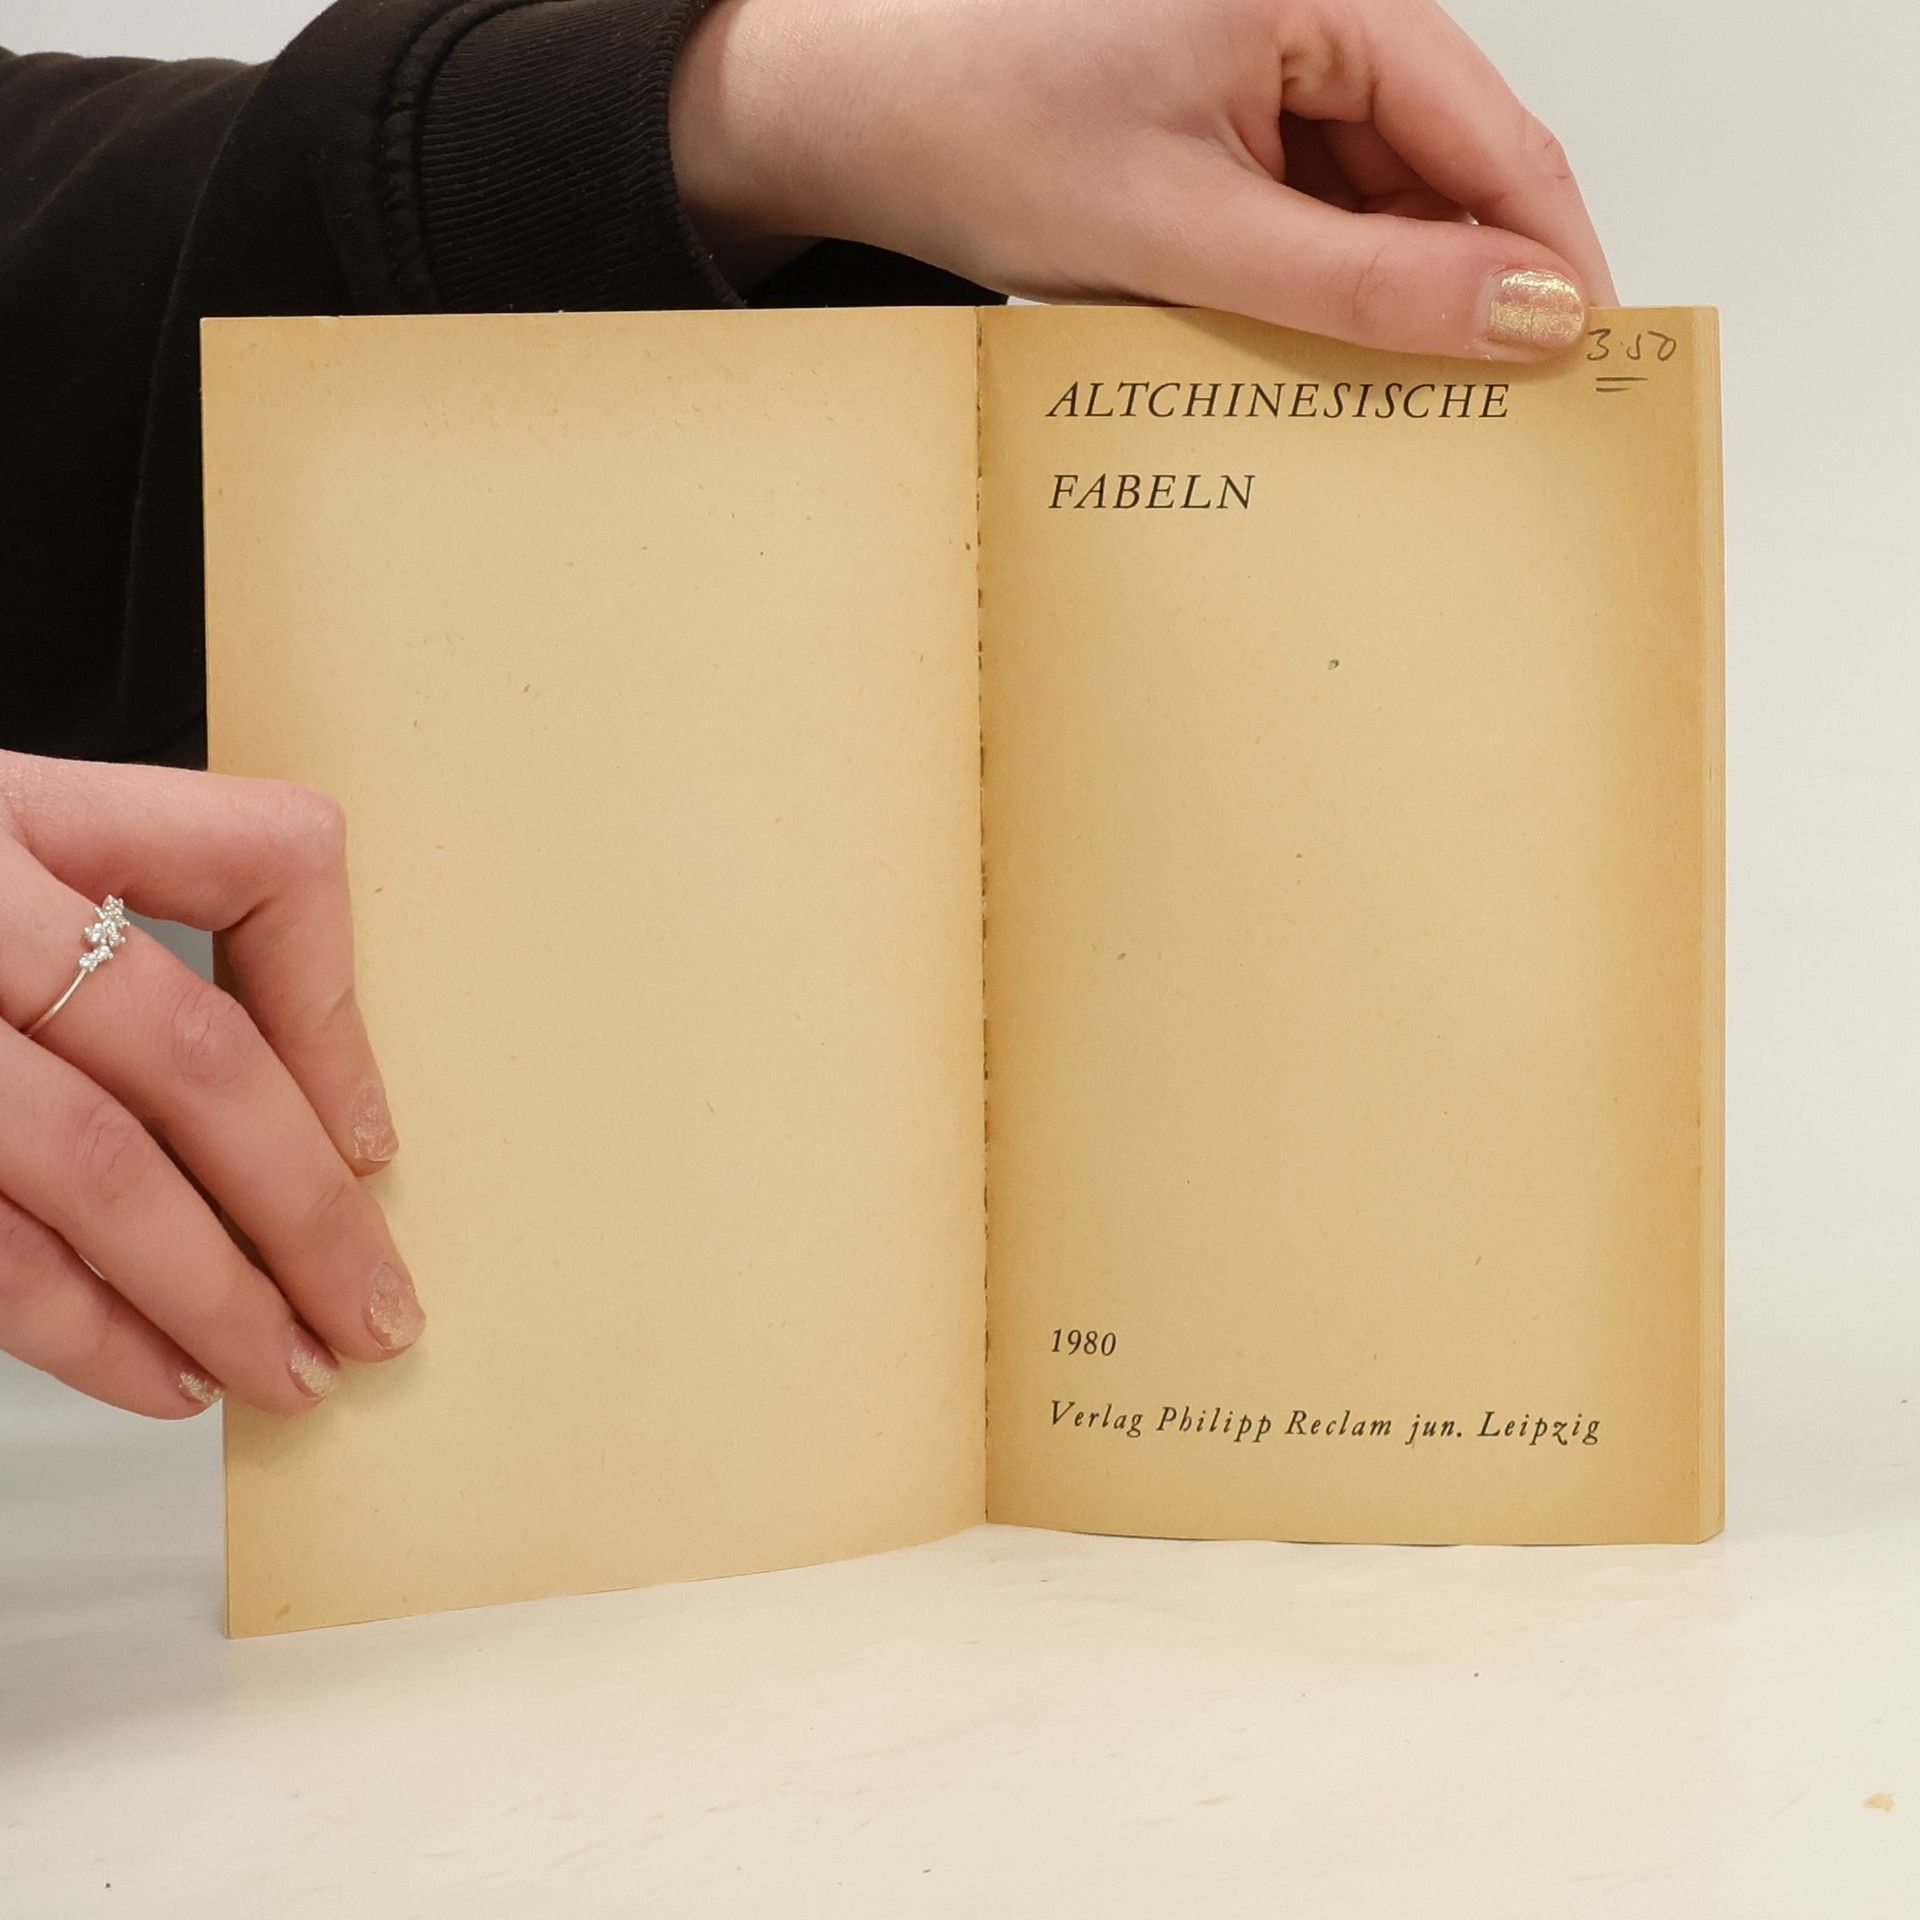 3.50
ALTCHINESISCHE
FABELN
1980
Verlag Philipp Reclam jun. Leipzig